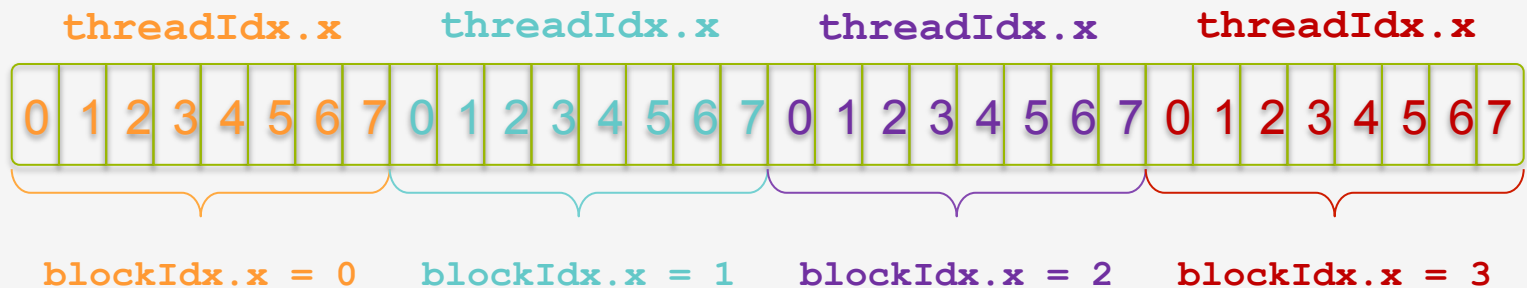 threadIdx.x threadIdx.x threadIdx.x threadIdx.x
0 1 2 3 4 5 6 7 0 1 2 3 4 5 6 7 0 1 2 3 4 5 6 7 0 1 2 3 4 5 6 7
blockIdx.x = 0 blockIdx.x = 1 blockIdx.x = 2 blockIdx.x = 3